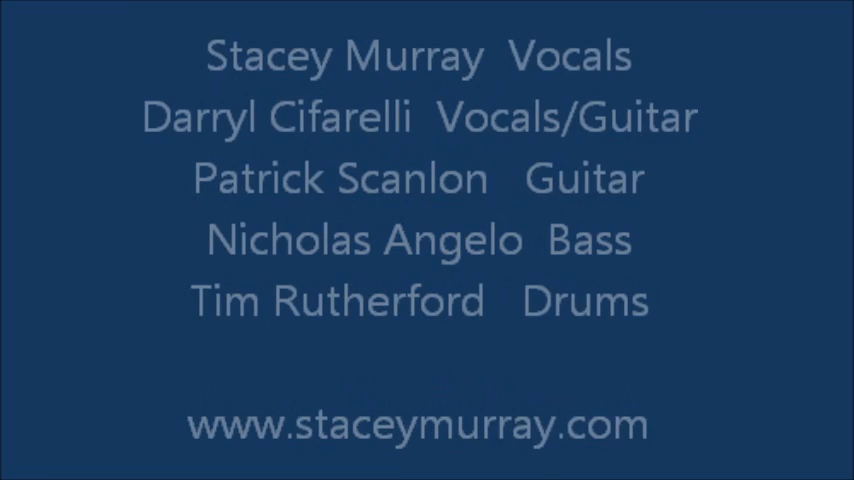 Stacey Murray  Vocals
Darryl Cifarelli  Vocals/Guitar
Patrick Scanlon   Guitar
Nicholas Angelo  Bass
Tim Rutherford   Drums
www.staceymurray.com